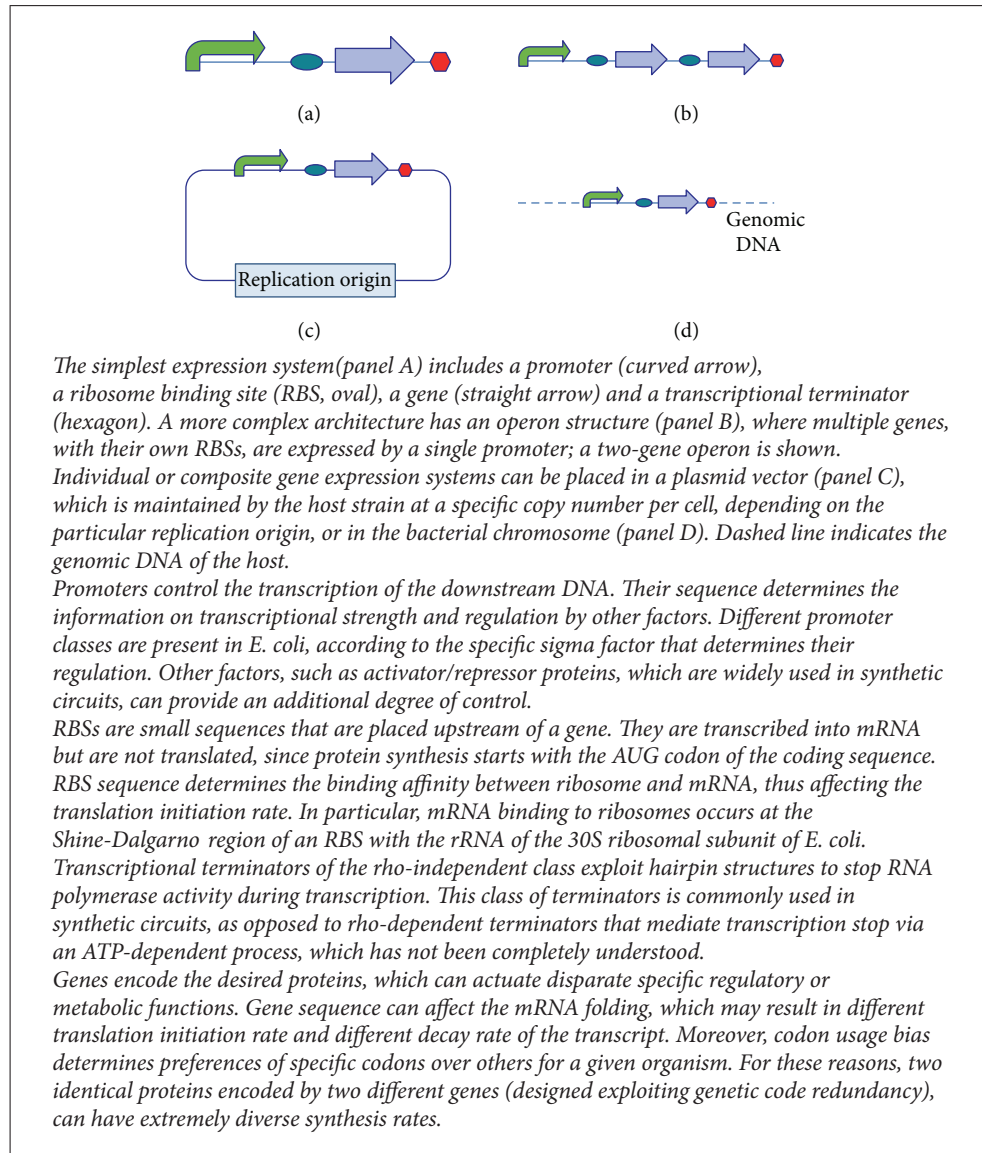 (a)
(b)
Replication origin
Genomic
DNA
(c)
(d)
The simplest expression system(panel A) includes a promoter (curved arrow),
a ribosome binding site (RBS, oval), a gene (straight arrow) and a transcriptional terminator
(hexagon). A more complex architecture has an operon structure (panel B), where multiple genes,
with their own RBSs, are expressed by a single promoter; a two-gene operon is shown.
Individual or composite gene expression systems can be placed in a plasmid vector (panel C),
which is maintained by the host strain at a specific copy number per cell, depending on the
particular replication origin, or in the bacterial chromosome (panel D). Dashed line indicates the
genomic DNA of the host.
Promoters control the transcription of the downstream DNA. Their sequence determines the
information on transcriptional strength and regulation by other factors. Different promoter
classes are present in E. coli, according to the specific sigma factor that determines their
regulation. Other factors, such as activator/repressor proteins, which are widely used in synthetic
circuits, can provide an additional degree of control.
RBSs are small sequences that are placed upstream of a gene. They are transcribed into mRNA
but are not translated, since protein synthesis starts with the AUG codon of the coding sequence.
RBS sequence determines the binding affinity between ribosome and mRNA, thus affecting the
translation initiation rate. In particular, mRNA binding to ribosomes occurs at the
Shine-Dalgarno region of an RBS with the rRNA of the 30S ribosomal subunit of E. coli.
Transcriptional terminators of the rho-independent class exploit hairpin structures to stop RNA
polymerase activity during transcription. This class of terminators is commonly used in
synthetic circuits, as opposed to rho-dependent terminators that mediate transcription stop via
an ATP-dependent process, which has not been completely understood.
Genes encode the desired proteins, which can actuate disparate specific regulatory or
metabolic functions. Gene sequence can affect the mRNA folding, which may result in different
translation initiation rate and different decay rate of the transcript. Moreover, codon usage bias
determines preferences of specific codons over others for a given organism. For these reasons, two
identical proteins encoded by two different genes (designed exploiting genetic code redundancy),
can have extremely diverse synthesis rates.